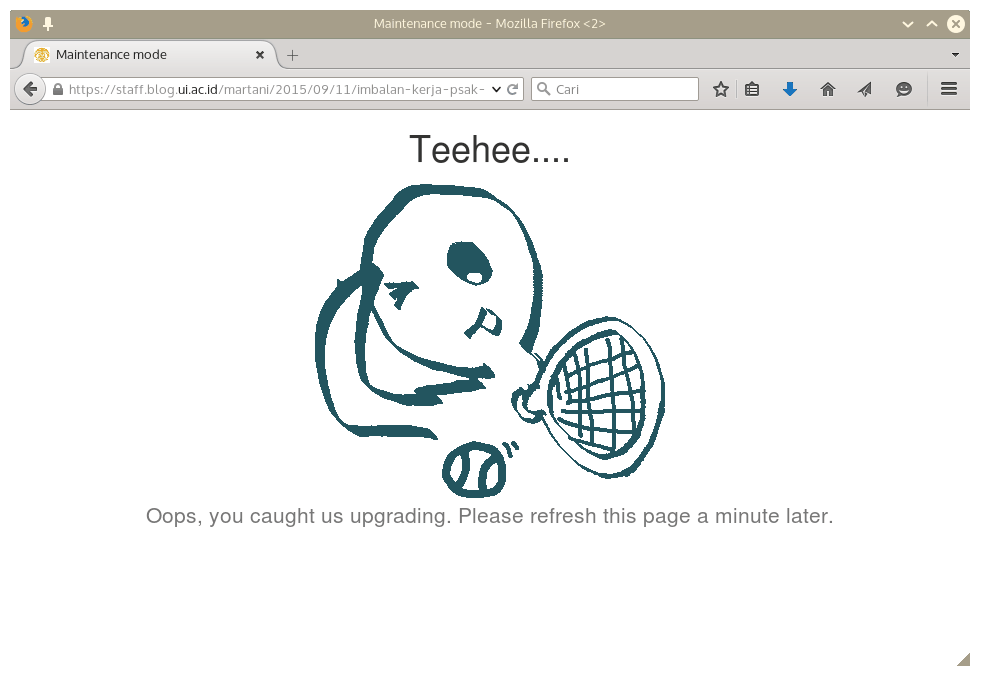 Maintenance mode - Mozilla Firefox <2>
Maintenance mode
https://staff.blog.ui.ac.id/martani/2015/09/11/imbalan-kerja-psak-
Cari
Teehee....
Oops, you caught us upgrading. Please refresh this page a minute later.